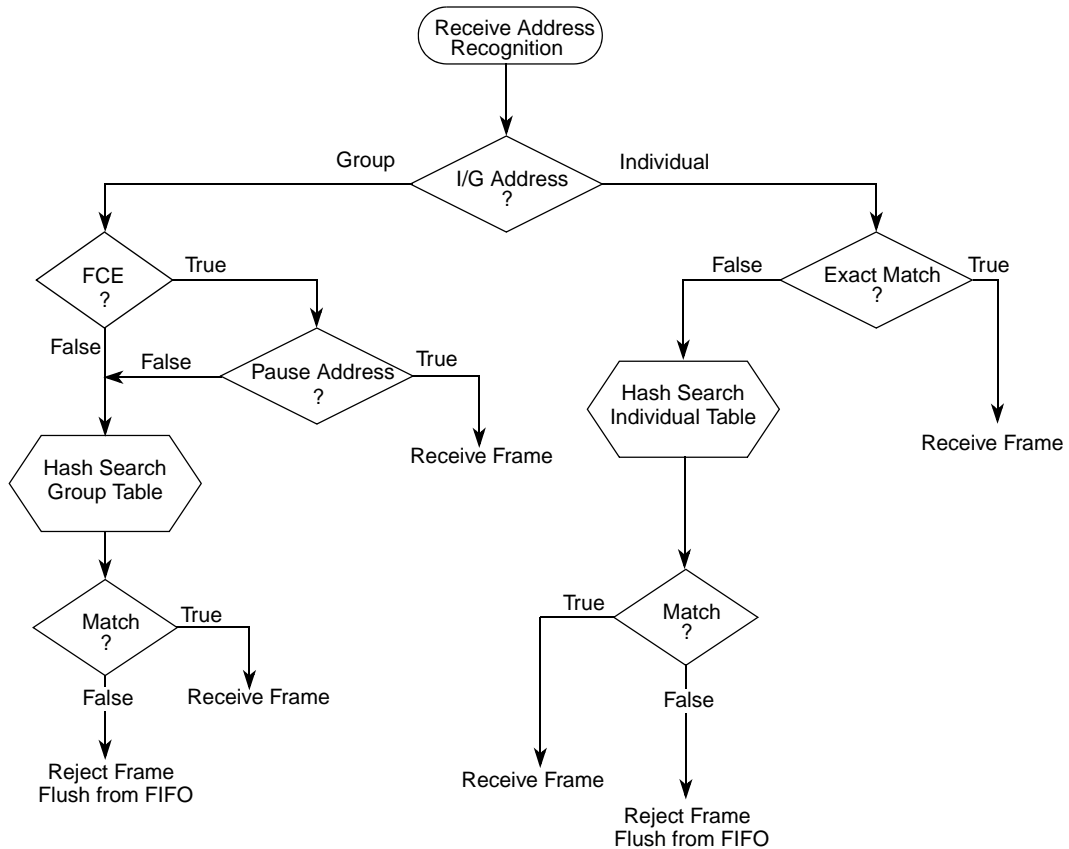 Receive Address
Recognition
Group
Individual
I/G Address
?
FCE
?
True
False
Exact Match
?
True
False
False
Pause Address
?
True
Hash Search
Individual Table
Receive Frame
Receive Frame
Hash Search
Group Table
True
Match
?
True
Match
?
False
Receive Frame
False
Reject Frame
Flush from FIFO
Receive Frame
Reject Frame
Flush from FIFO